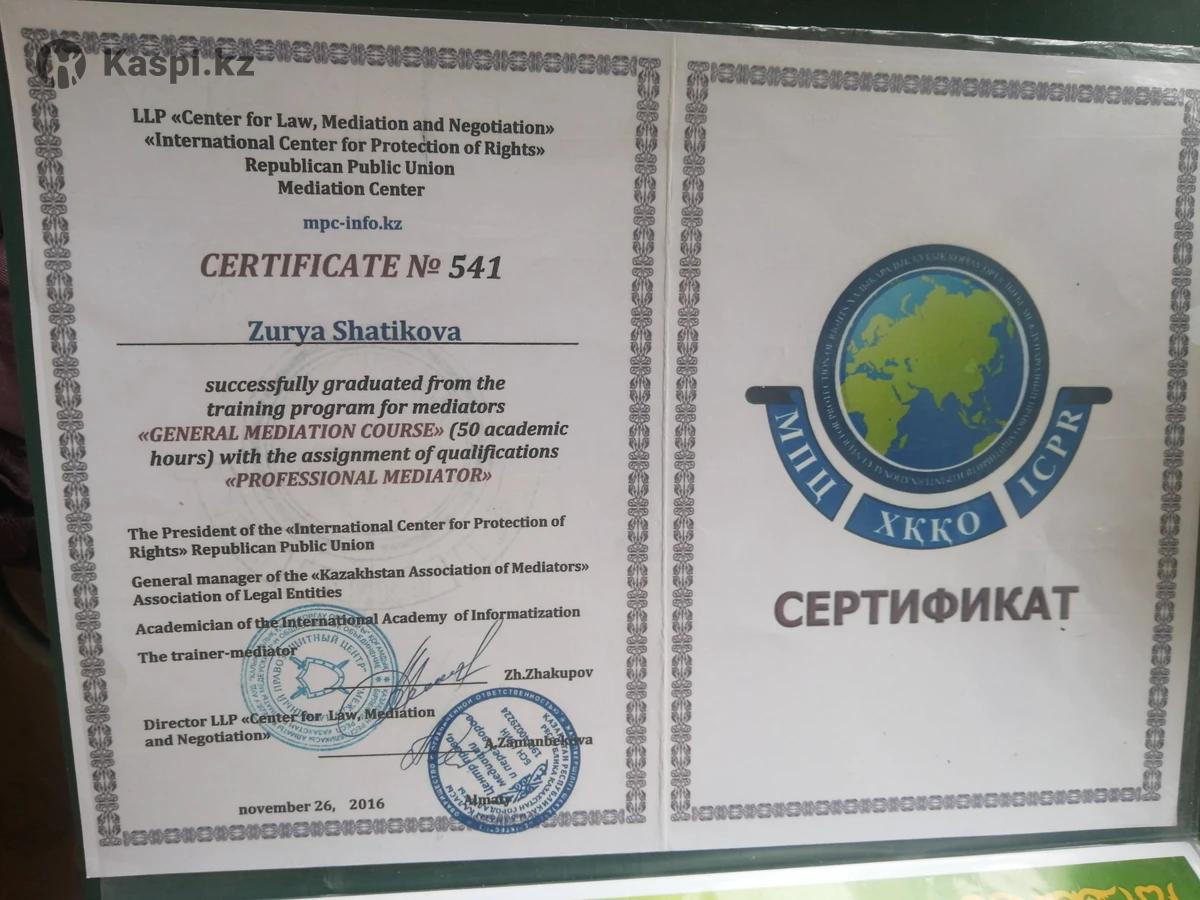 Kaspi.kz
LLP «Center for Law, Mediation and Negotiation»
«International Center for Protection of Rights»
Republican Public Union
Mediation Center
mpc-info.kz
CERTIFICATE № 541
Zurya Shatikova
successfully graduated from the
training program for mediators
«GENERAL MEDIATION COURSE» (50 academic
hours) with the assignment of qualifications
«PROFESSIONAL MEDIATOR»
The President of the «International Center for Protection of
Rights» Republican Public Union
General manager of the «Kazakhstan Association of Mediators»
Association of Legal Entities
Academician of the International Academy of Informatization
The trainer-mediator
Zh.Zhakupov
Director LLP «Center for Law, Mediation
and Negotiation»
A.Zamanbekova
Almaty
november 26, 2016
МПЦ
ХҚҚО
ICPR
СЕРТИФИКАТ